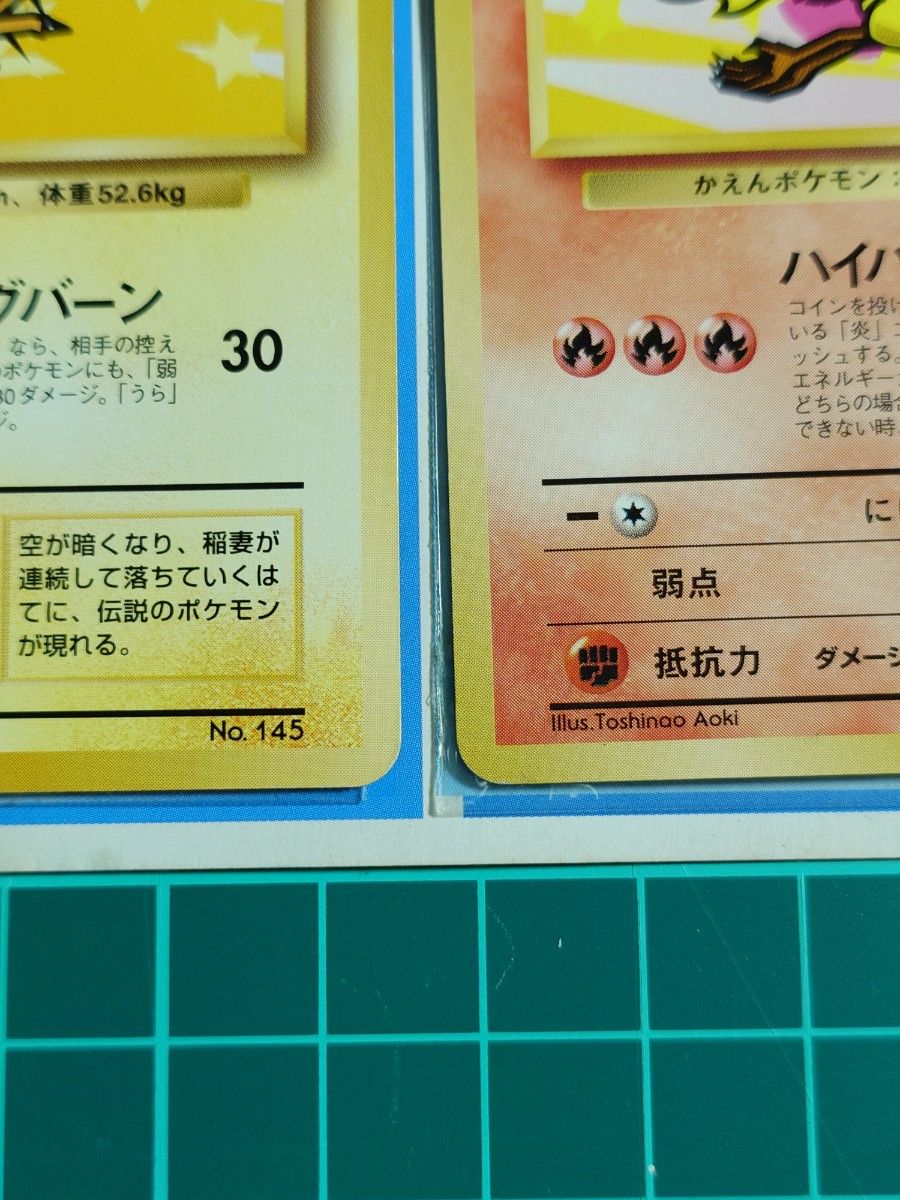 、体重52.6kg
グバーン
なら、相手の控え
ポケモンにも、「弱
30ダメージ。「うら」
ジ。
30
空が暗くなり、稲妻が
連続して落ちていくは
てに、伝説のポケモン
が現れる。
No. 145
かえんポケモン
ハイパ
コインを投げ
いる「炎」エ
ッシュする。
エネルギー
どちらの場合
できない時、
に
弱点
抵抗力 ダメージ
Illus.Toshinao Aoki